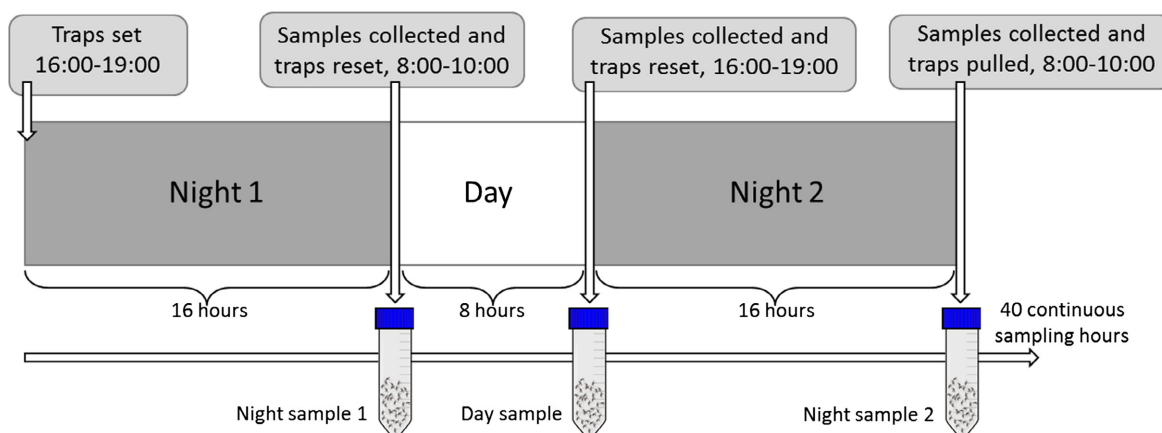 Traps set
16:00-19:00
Samples collected and
traps reset, 8:00-10:00
Samples collected and
traps reset, 16:00-19:00
Samples collected and
traps pulled, 8:00-10:00
Night 1
Day
Night 2
16 hours
8 hours
16 hours
40 continuous
sampling hours
Night sample 1
Day sample
Night sample 2